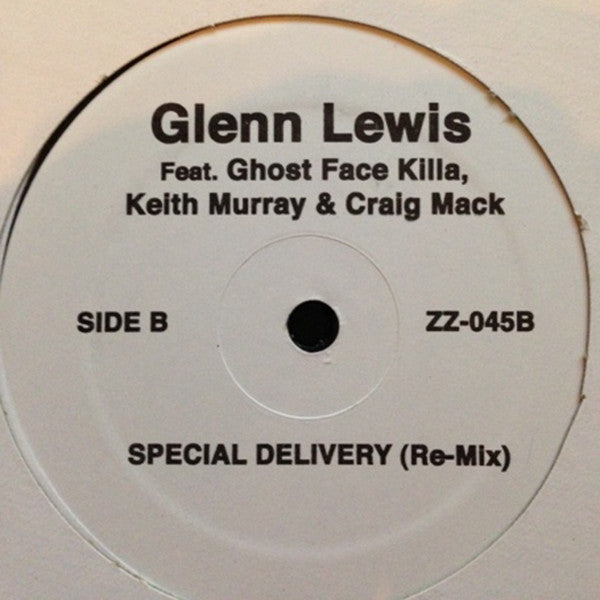 Glenn Lewis
Feat. Ghost Face Killa,
Keith Murray & Craig Mack
SIDE B
ZZ-045B
SPECIAL DELIVERY (Re-Mix)